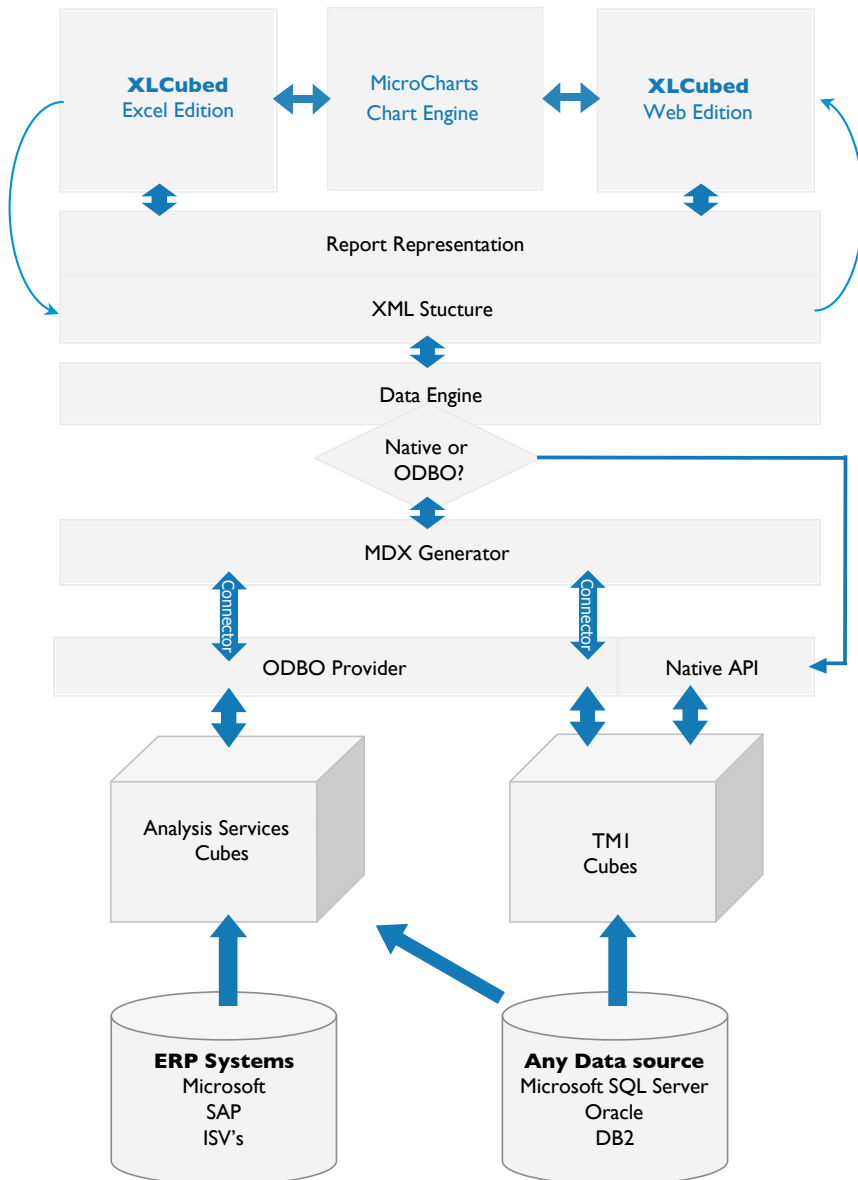 XLCubed
Excel Edition
MicroCharts
Chart Engine
XLCubed
Web Edition
Report Representation
XML Stucture
Data Engine
Native or
ODBO?
MDX Generator
Connector
Connector
ODBO Provider
Native API
Analysis Services
Cubes
TM1
Cubes
ERP Systems
Microsoft
SAP
ISV's
Any Data source
Microsoft SQL Server
Oracle
DB2